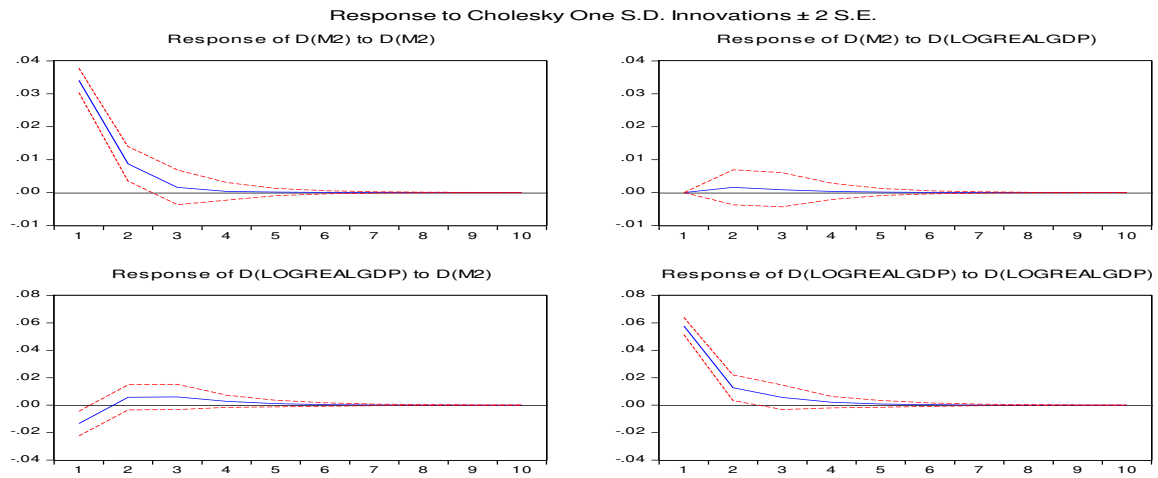 Response to Cholesky One S.D. Innovations ± 2 S.E.
Response of D(M2) to D(M2)
.04
.03
.02
.01
.00
-.01
1 2 3 4 5 6 7 8 9 10
Response of D(M2) to D(LOGREALGDP)
.04
.03
.02
.01
.00
-.01
1 2 3 4 5 6 7 8 9 10
Response of D(LOGREALGDP) to D(M2)
.08
.06
.04
.02
.00
-.02
-.04
1 2 3 4 5 6 7 8 9 10
Response of D(LOGREALGDP) to D(LOGREALGDP)
.08
.06
.04
.02
.00
-.02
-.04
1 2 3 4 5 6 7 8 9 10